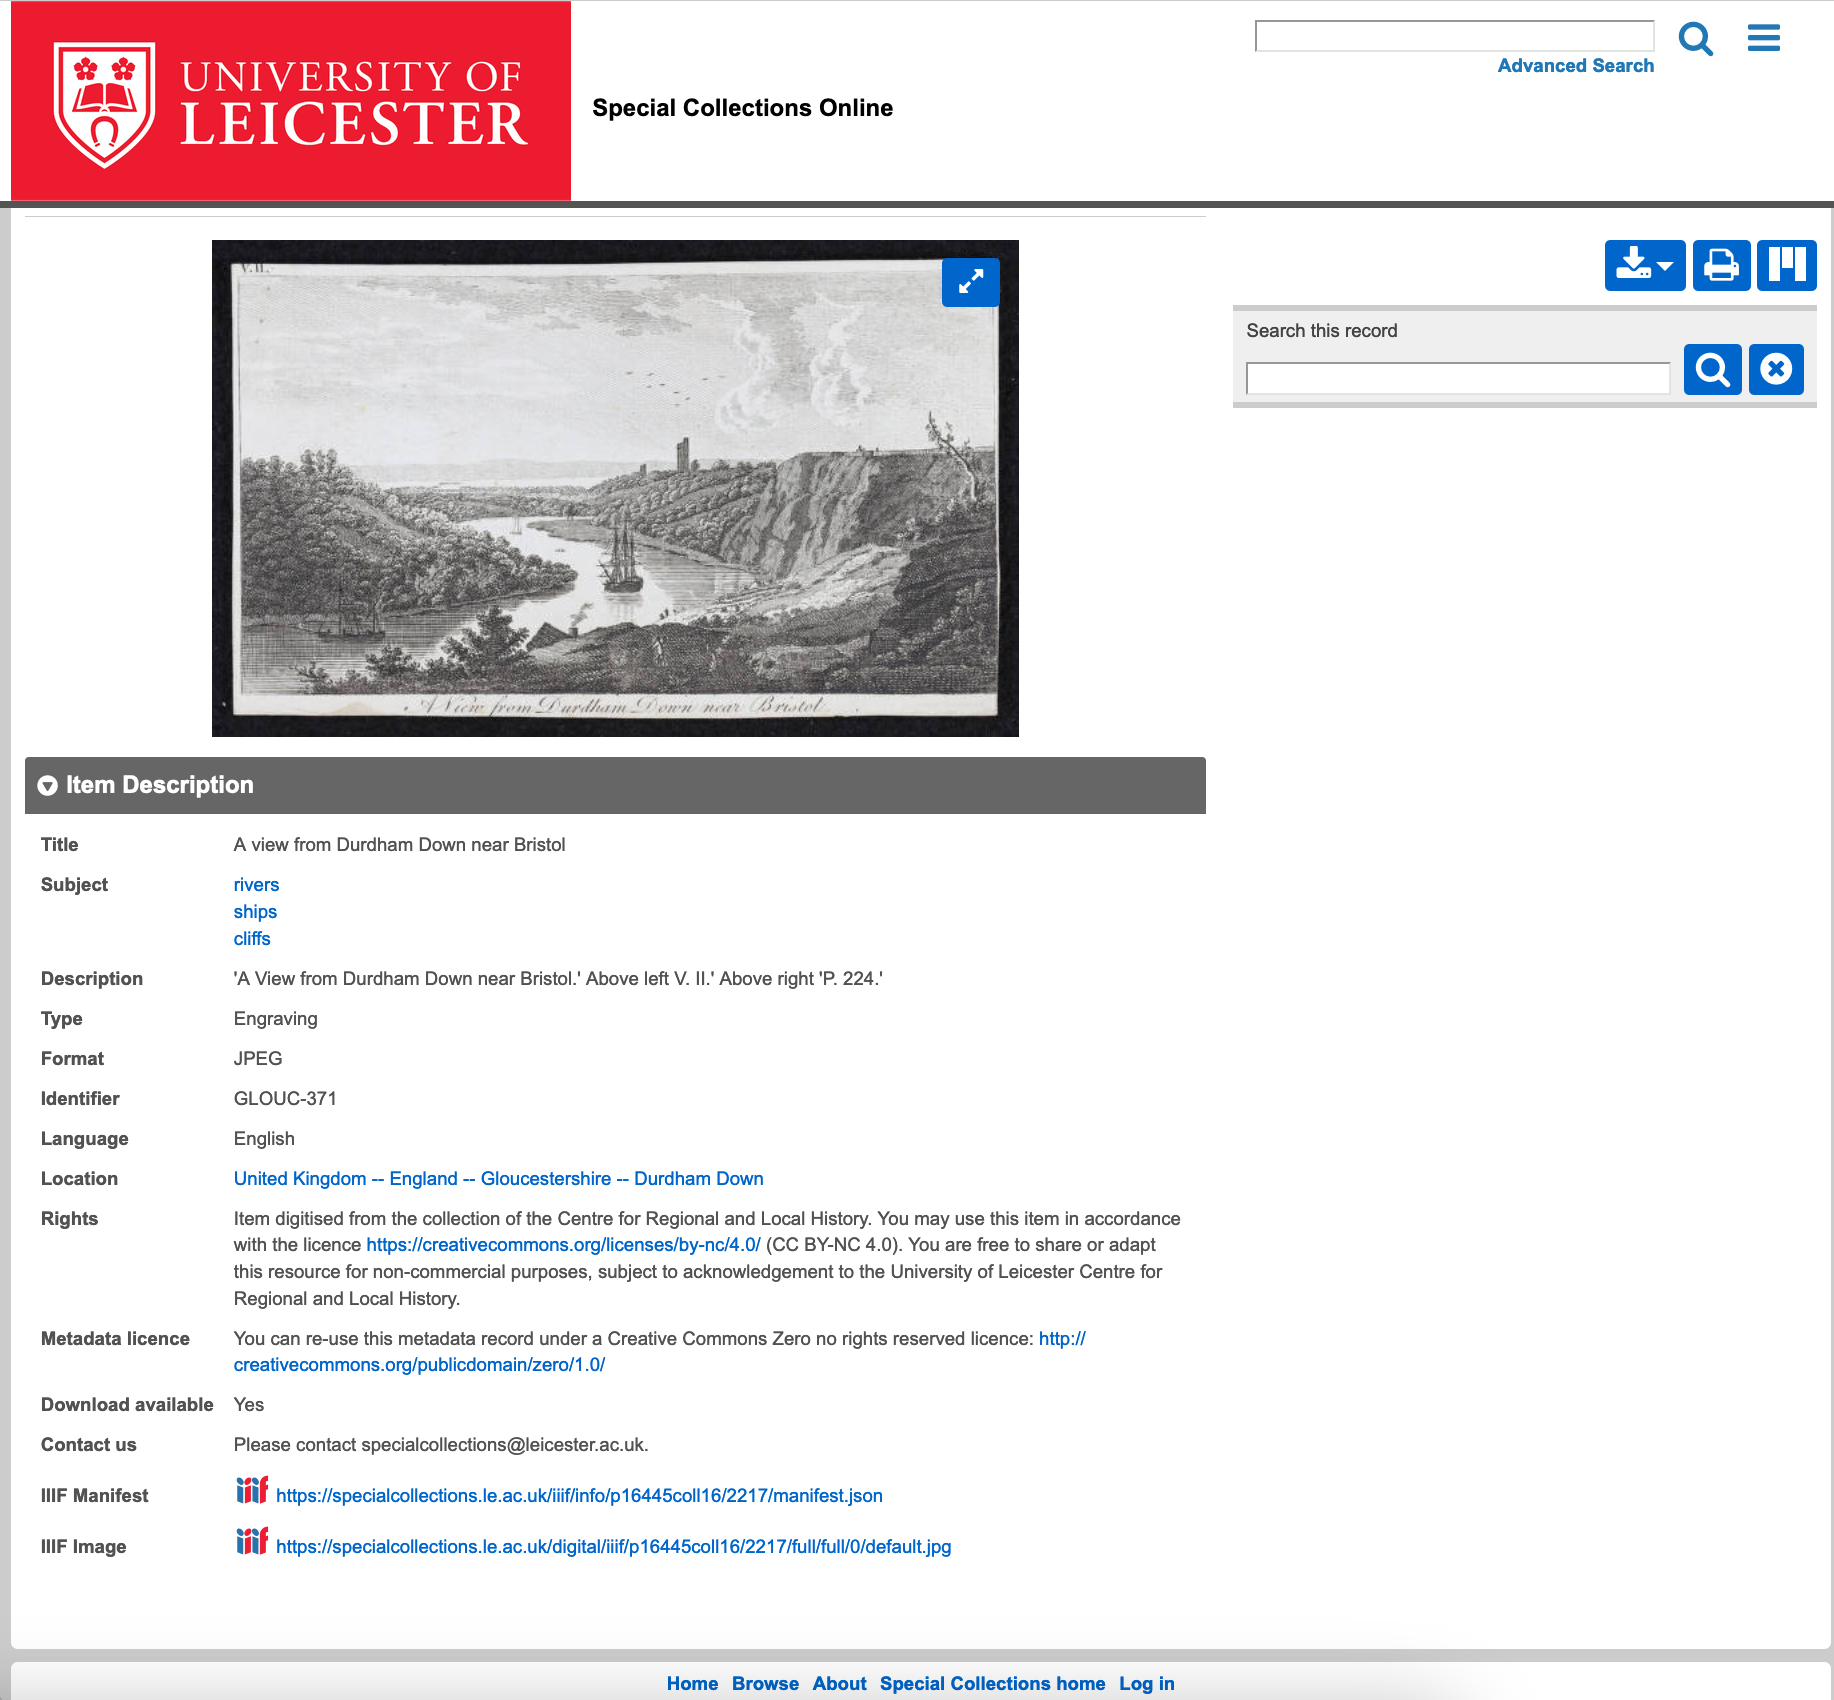 UNIVERSITY OF
LEICESTER
Special Collections Online
Advanced Search
V.II.
A View from Durdham Down near Bristol.
Search this record
Item Description
Title A view from Durdham Down near Bristol
Subject rivers
ships
cliffs
Description 'A View from Durdham Down near Bristol.' Above left V. II.' Above right 'P. 224.'
Type Engraving
Format JPEG
Identifier GLOUC-371
Language English
Location United Kingdom -- England -- Gloucestershire -- Durdham Down
Rights Item digitised from the collection of the Centre for Regional and Local History. You may use this item in accordance
with the licence https://creativecommons.org/licenses/by-nc/4.0/ (CC BY-NC 4.0). You are free to share or adapt
this resource for non-commercial purposes, subject to acknowledgement to the University of Leicester Centre for
Regional and Local History.
Metadata licence You can re-use this metadata record under a Creative Commons Zero no rights reserved licence: http://
creativecommons.org/publicdomain/zero/1.0/
Download available Yes
Contact us Please contact specialcollections@leicester.ac.uk.
IIIF Manifest iiif https://specialcollections.le.ac.uk/iiif/info/p16445coll16/2217/manifest.json
IIIF Image iiif https://specialcollections.le.ac.uk/digital/iiif/p16445coll16/2217/full/full/0/default.jpg
Home Browse About Special Collections home Log in